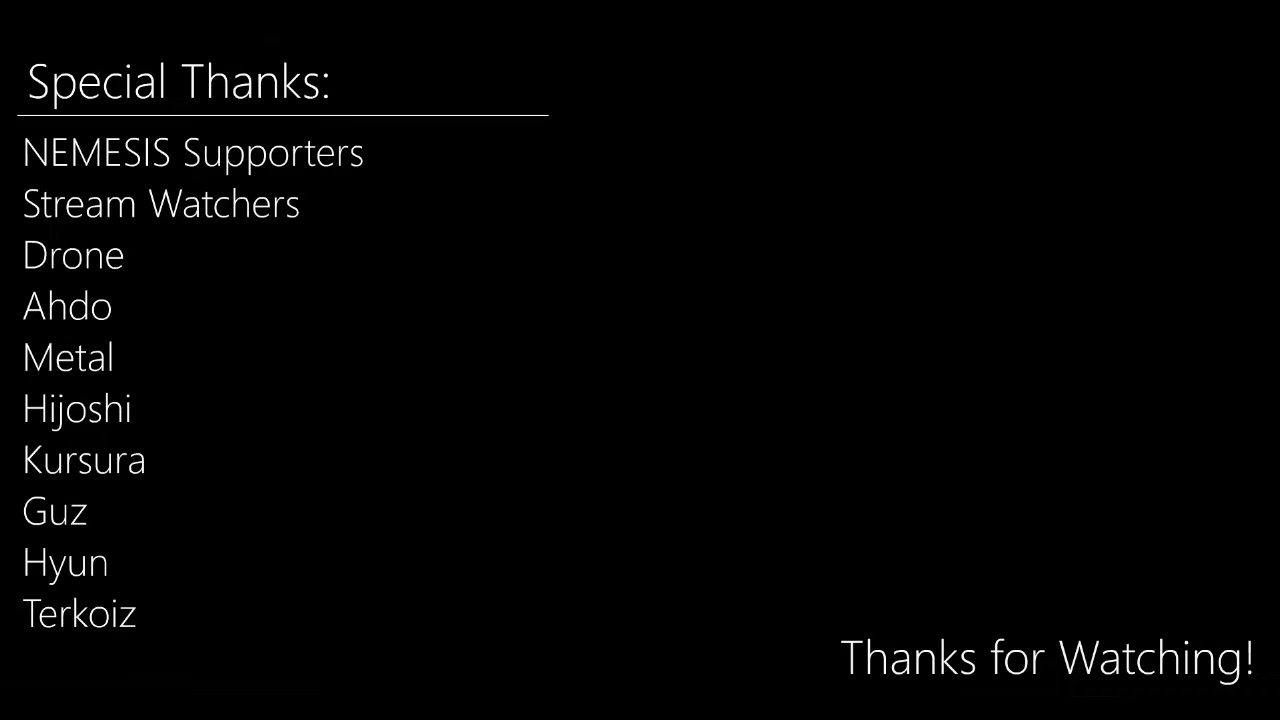 Special Thanks:
NEMESIS Supporters
Stream Watchers
Drone
Ahdo
Metal
Hijoshi
Kursura
Guz
Hyun
Terkoiz
Thanks for Watching!